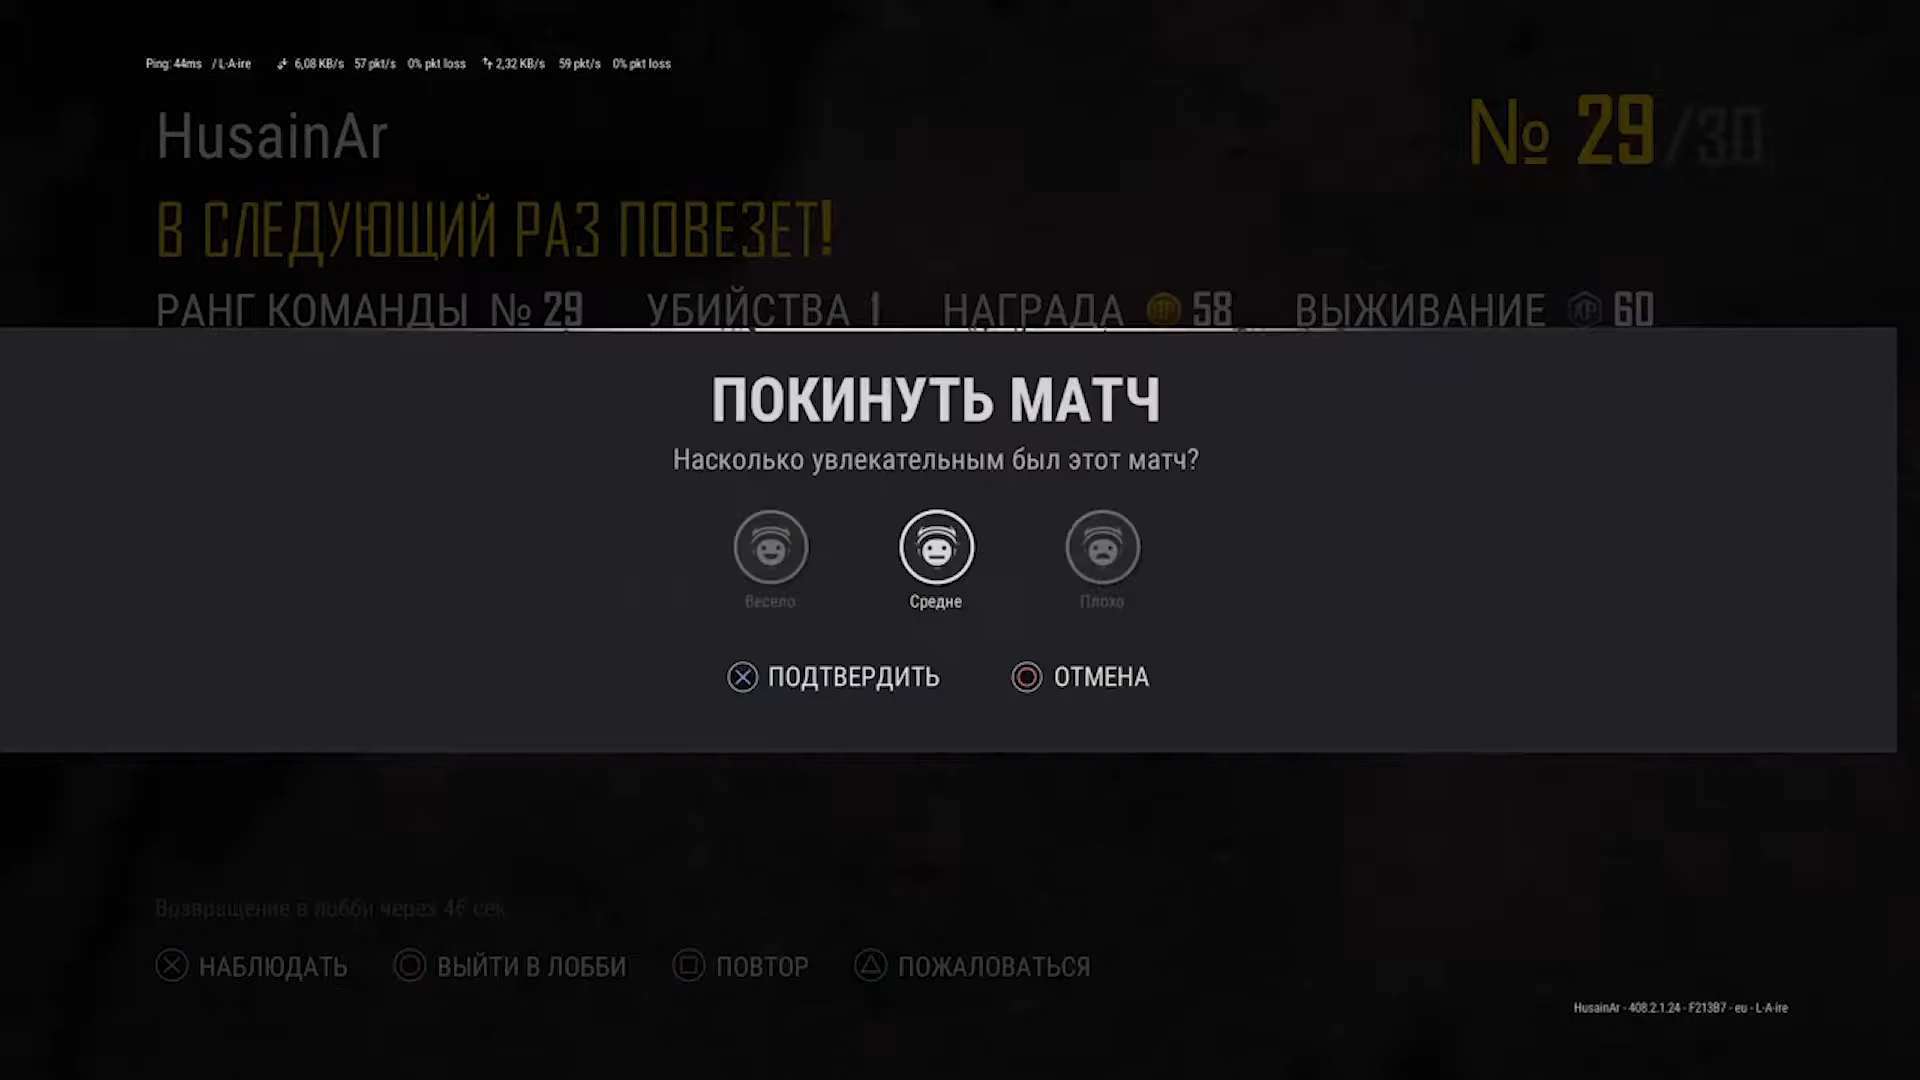 Ping: 44ms / L-A-ire 6,08 KB/s 57 pkt/s 0% pkt loss 2,32 KB/s 59 pkt/s 0% pkt loss
HusainAr
№ 29/30
В СЛЕДУЮЩИЙ РАЗ ПОВЕЗЕТ!
РАНГ КОМАНДЫ № 29 УБИЙСТВА 1 НАГРАДА BP 58 ВЫЖИВАНИЕ XP 60
ПОКИНУТЬ МАТЧ
Насколько увлекательным был этот матч?
Весело Средне Плохо
ПОДТВЕРДИТЬ ОТМЕНА
Возвращение в лобби через 46 сек
НАБЛЮДАТЬ ВЫЙТИ В ЛОББИ ПОВТОР ПОЖАЛОВАТЬСЯ
HusainAr - 408.2.1.24 - F213B7 - eu - L-A-ire